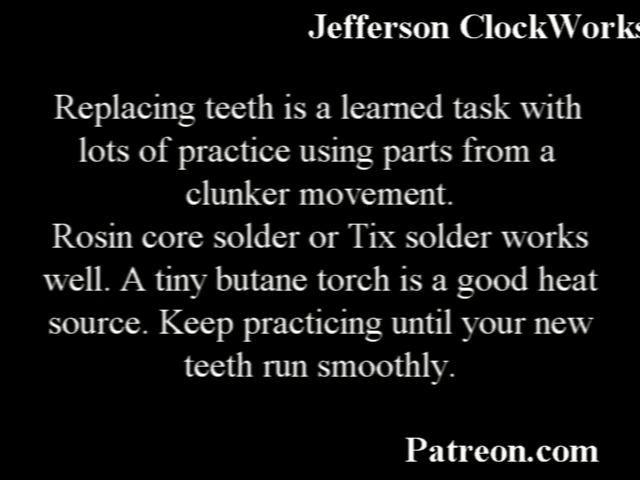 Jefferson ClockWorks
Replacing teeth is a learned task with
lots of practice using parts from a
clunker movement.
Rosin core solder or Tix solder works
well. A tiny butane torch is a good heat
source. Keep practicing until your new
teeth run smoothly.
Patreon.com